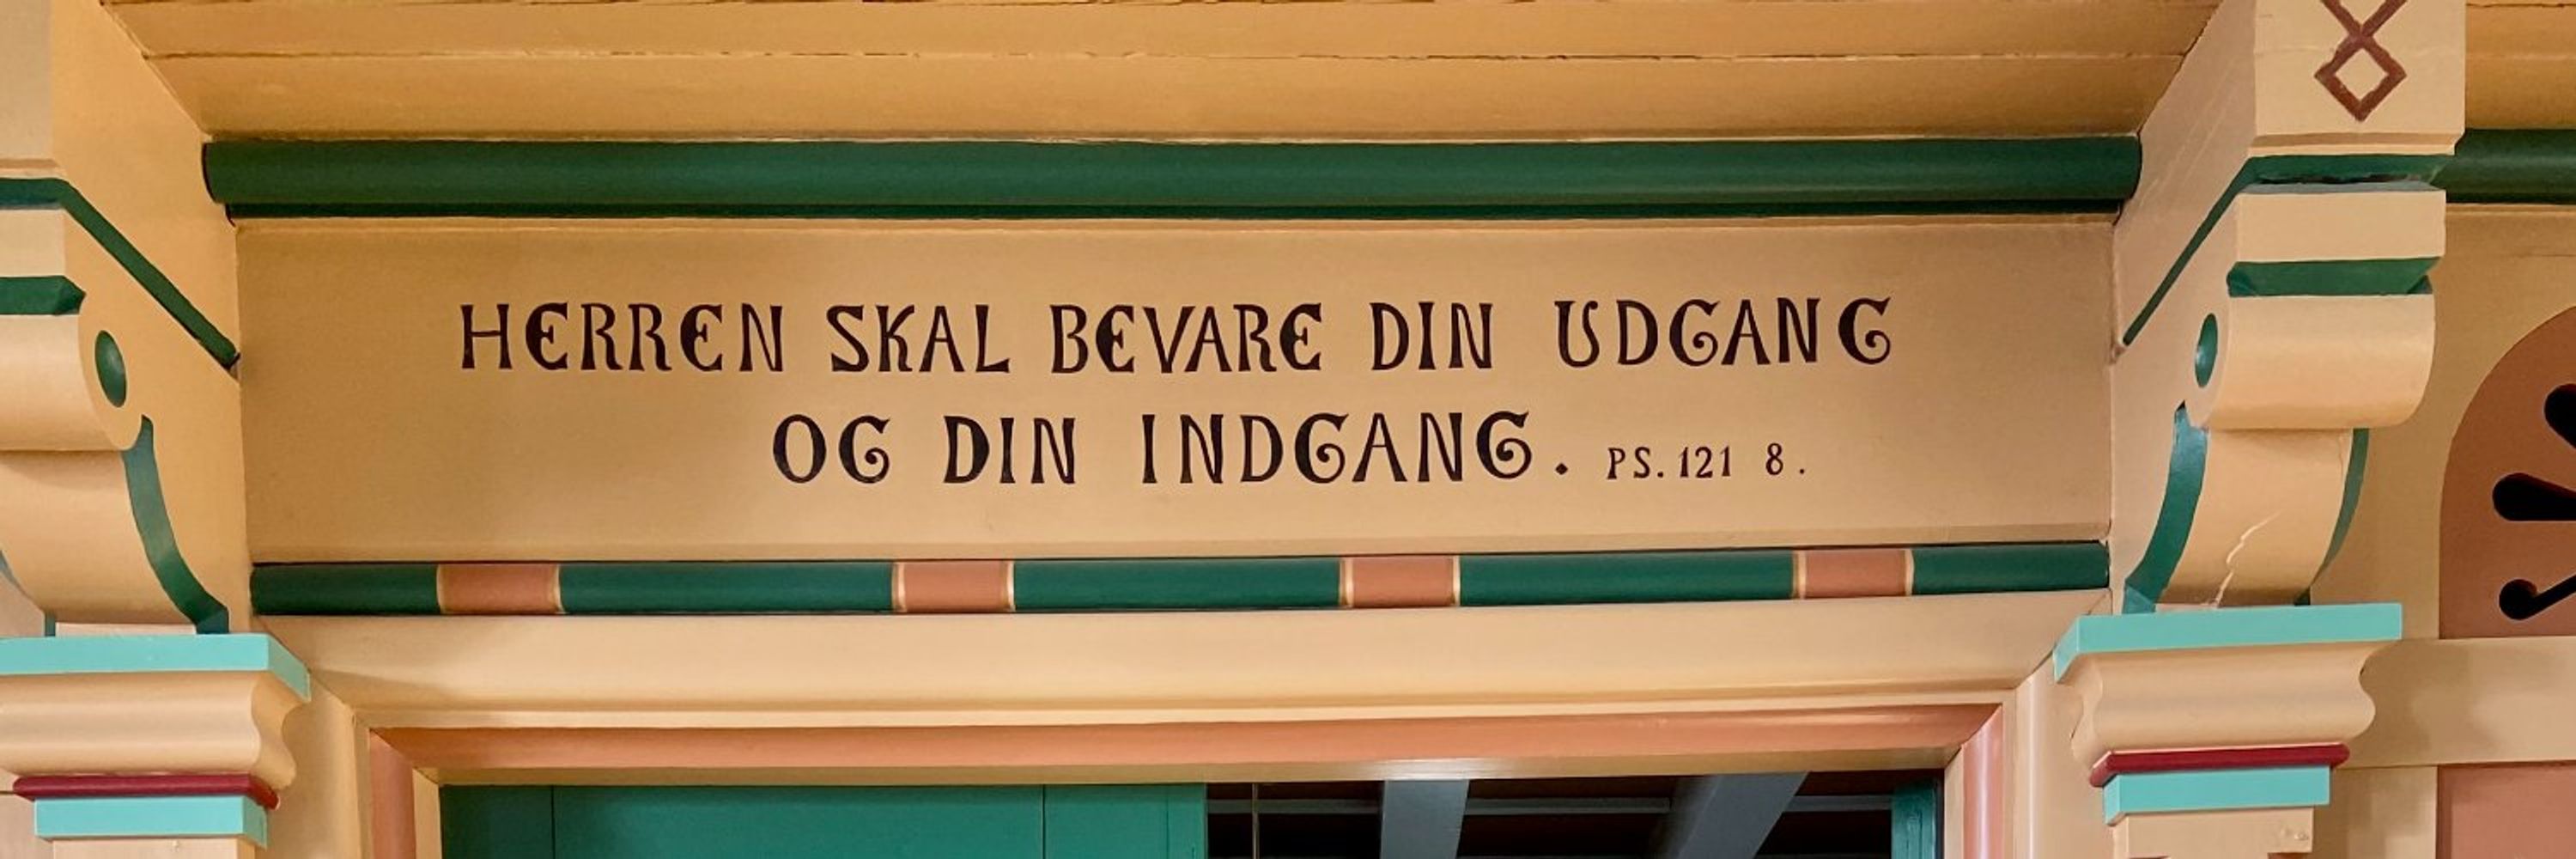 HERREN SKAL BEVARE DIN UDGANG
OG DIN INDGANG. PS. 121 8.